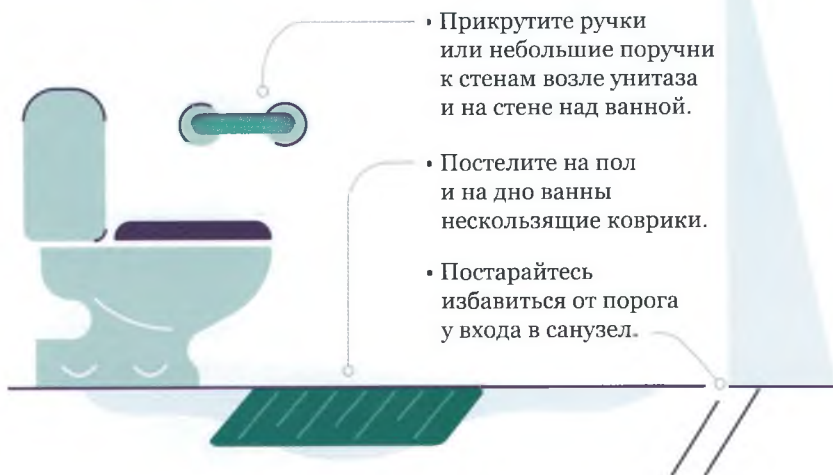 • Прикрутите ручки
или небольшие поручни
к стенам возле унитаза
и на стене над ванной.
• Постелите на пол
и на дно ванны
нескользящие коврики.
• Постарайтесь
избавиться от порога
у входа в санузел.